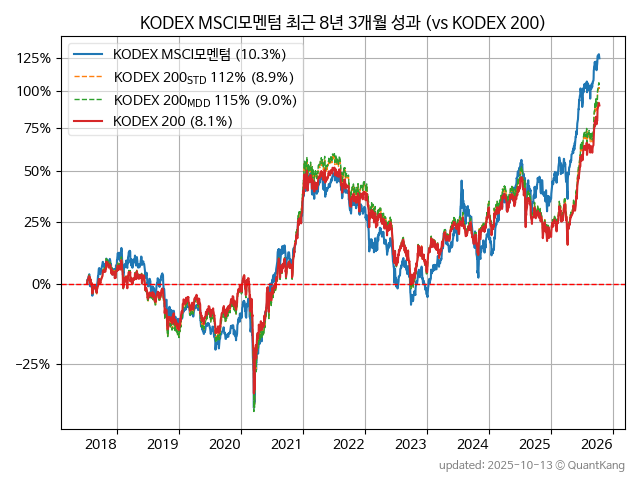 KODEX MSCI모멘텀 최근 8년 3개월 성과 (vs KODEX 200)
KODEX MSCI모멘텀 (10.3%)
KODEX 200STD 112% (8.9%)
KODEX 200MDD 115% (9.0%)
KODEX 200 (8.1%)
125%
100%
75%
50%
25%
0%
−25%
2018 2019 2020 2021 2022 2023 2024 2025 2026
updated: 2025-10-13 © QuantKang